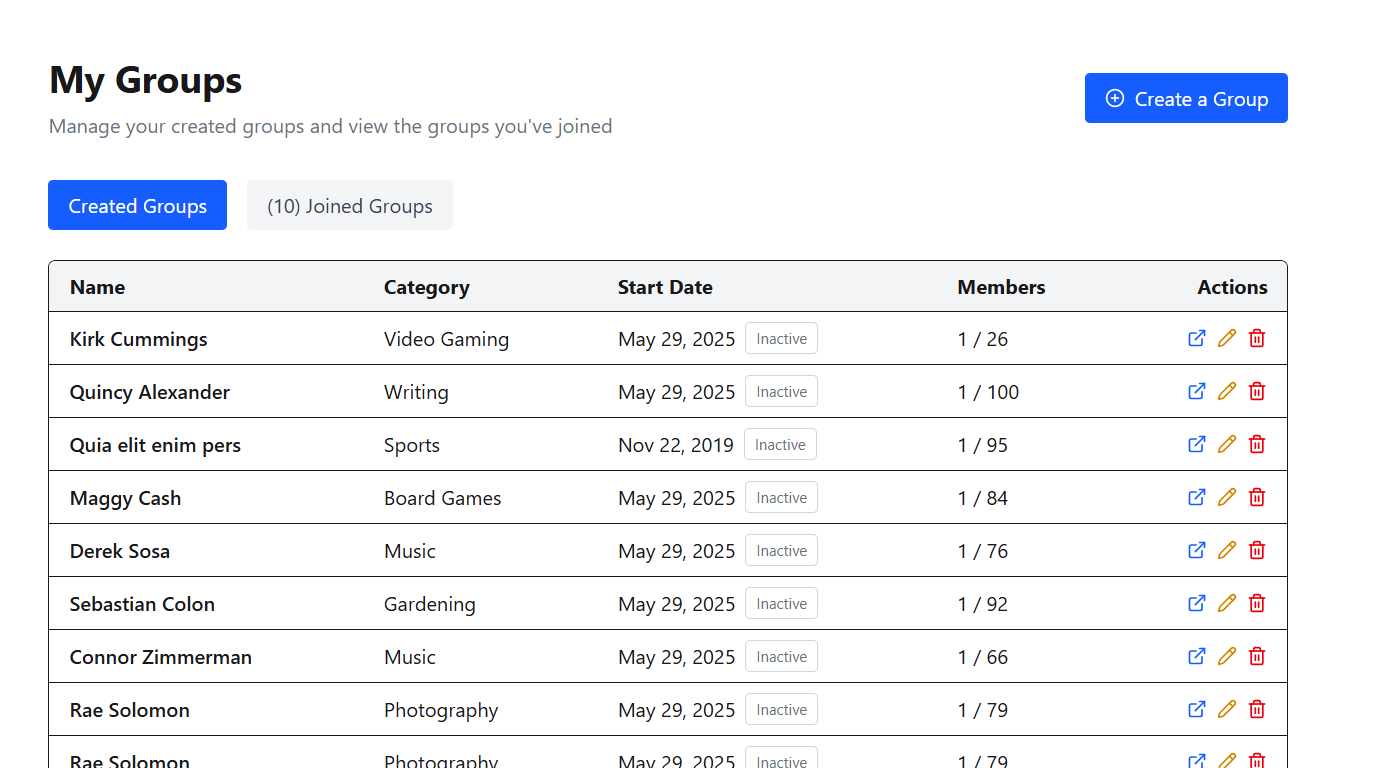 My Groups
Manage your created groups and view the groups you've joined
Create a Group
Created Groups (10) Joined Groups
Name Category Start Date Members Actions
Kirk Cummings Video Gaming May 29, 2025 Inactive 1 / 26
Quincy Alexander Writing May 29, 2025 Inactive 1 / 100
Quia elit enim pers Sports Nov 22, 2019 Inactive 1 / 95
Maggy Cash Board Games May 29, 2025 Inactive 1 / 84
Derek Sosa Music May 29, 2025 Inactive 1 / 76
Sebastian Colon Gardening May 29, 2025 Inactive 1 / 92
Connor Zimmerman Music May 29, 2025 Inactive 1 / 66
Rae Solomon Photography May 29, 2025 Inactive 1 / 79
Rae Solomon Photography May 29, 2025 Inactive 1 / 79